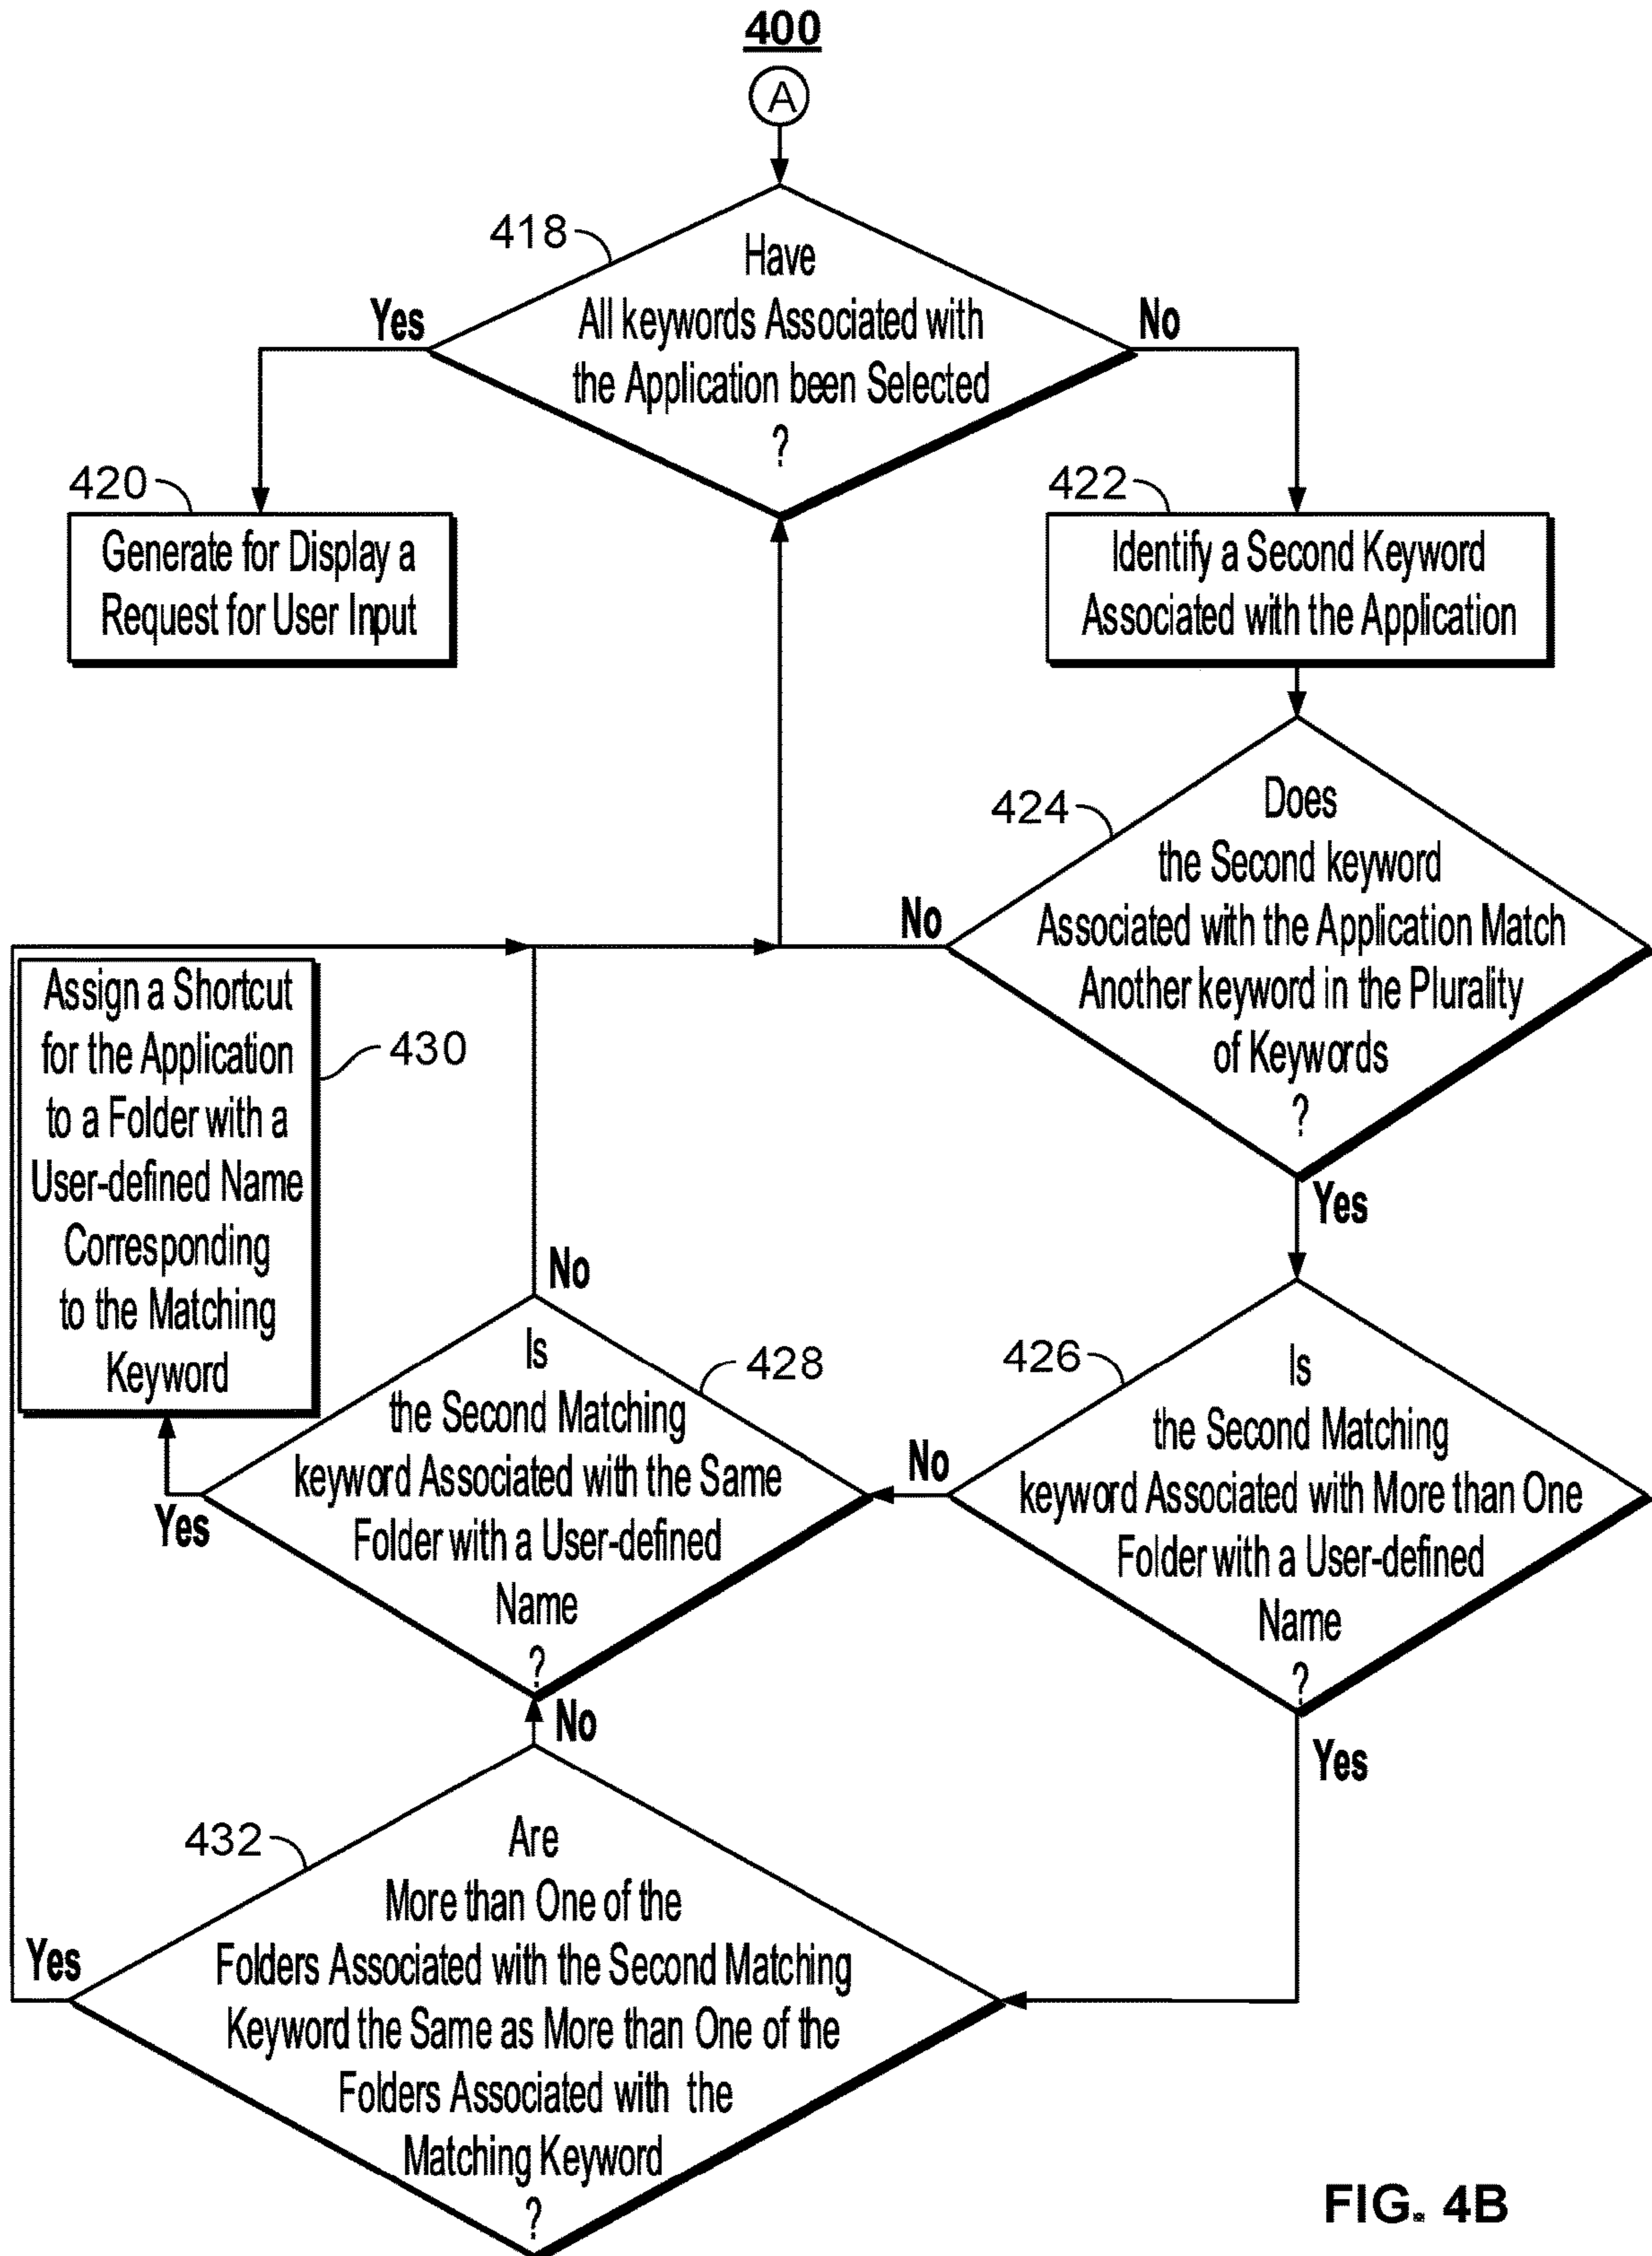 400
A
418
Have
All keywords Associated with
the Application been Selected
?
Yes
No
420
Generate for Display a
Request for User Input
422
Identify a Second Keyword
Associated with the Application
424
Does
the Second keyword
Associated with the Application Match
Another keyword in the Plurality
of Keywords
?
No
Yes
Assign a Shortcut
for the Application
to a Folder with a
User-defined Name
Corresponding
to the Matching
Keyword
430
No
428
Is
the Second Matching
keyword Associated with the Same
Folder with a User-defined
Name
?
Yes
426
Is
the Second Matching
keyword Associated with More than One
Folder with a User-defined
Name
?
No
Yes
No
432
Are
More than One of the
Folders Associated with the Second Matching
Keyword the Same as More than One of the
Folders Associated with the
Matching Keyword
?
Yes
FIG. 4B